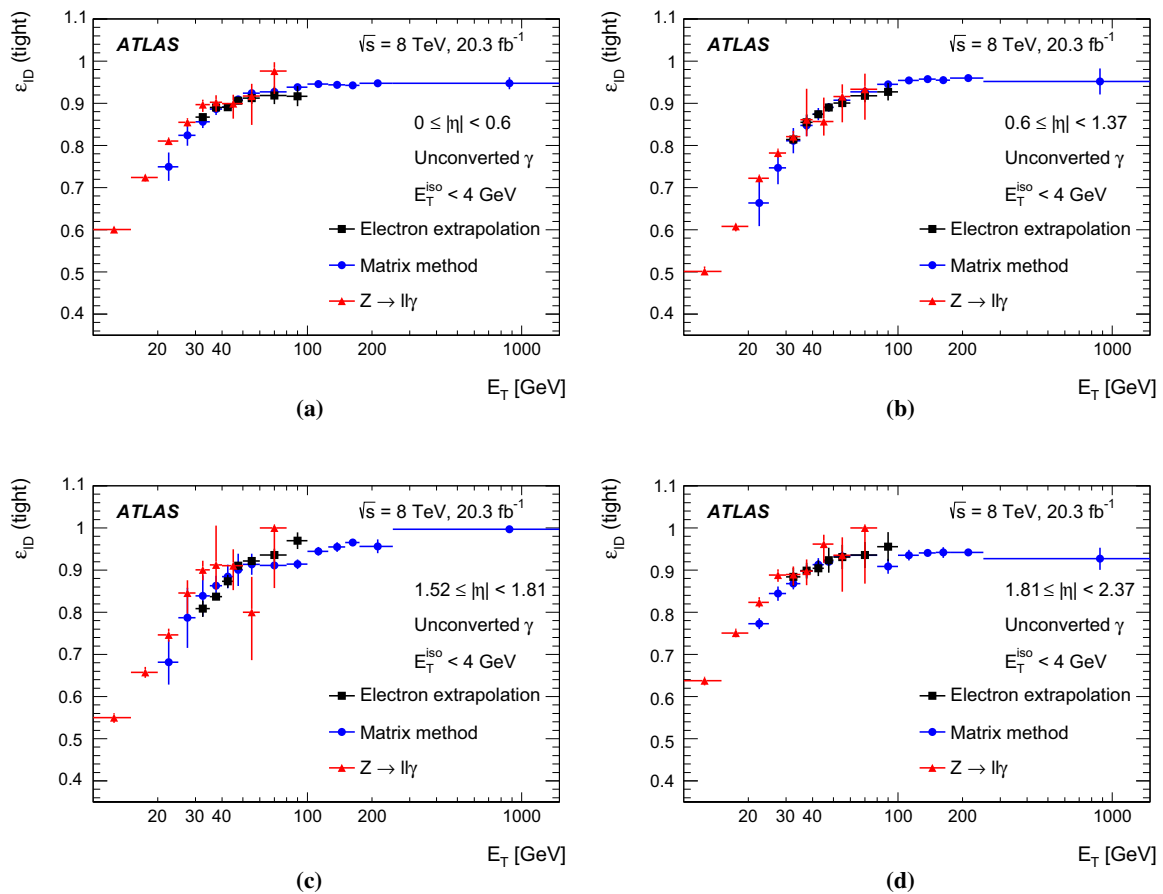 ε_ID (tight)
1.1
1
0.9
0.8
0.7
0.6
0.5
0.4
ATLAS
√s = 8 TeV, 20.3 fb⁻¹
0 ≤ |η| < 0.6
Unconverted γ
E_T^iso < 4 GeV
Electron extrapolation
Matrix method
Z → llγ
20 30 40 100 200 1000
E_T [GeV]
(a)
ε_ID (tight)
1.1
1
0.9
0.8
0.7
0.6
0.5
0.4
ATLAS
√s = 8 TeV, 20.3 fb⁻¹
0.6 ≤ |η| < 1.37
Unconverted γ
E_T^iso < 4 GeV
Electron extrapolation
Matrix method
Z → llγ
20 30 40 100 200 1000
E_T [GeV]
(b)
ε_ID (tight)
1.1
1
0.9
0.8
0.7
0.6
0.5
0.4
ATLAS
√s = 8 TeV, 20.3 fb⁻¹
1.52 ≤ |η| < 1.81
Unconverted γ
E_T^iso < 4 GeV
Electron extrapolation
Matrix method
Z → llγ
20 30 40 100 200 1000
E_T [GeV]
(c)
ε_ID (tight)
1.1
1
0.9
0.8
0.7
0.6
0.5
0.4
ATLAS
√s = 8 TeV, 20.3 fb⁻¹
1.81 ≤ |η| < 2.37
Unconverted γ
E_T^iso < 4 GeV
Electron extrapolation
Matrix method
Z → llγ
20 30 40 100 200 1000
E_T [GeV]
(d)